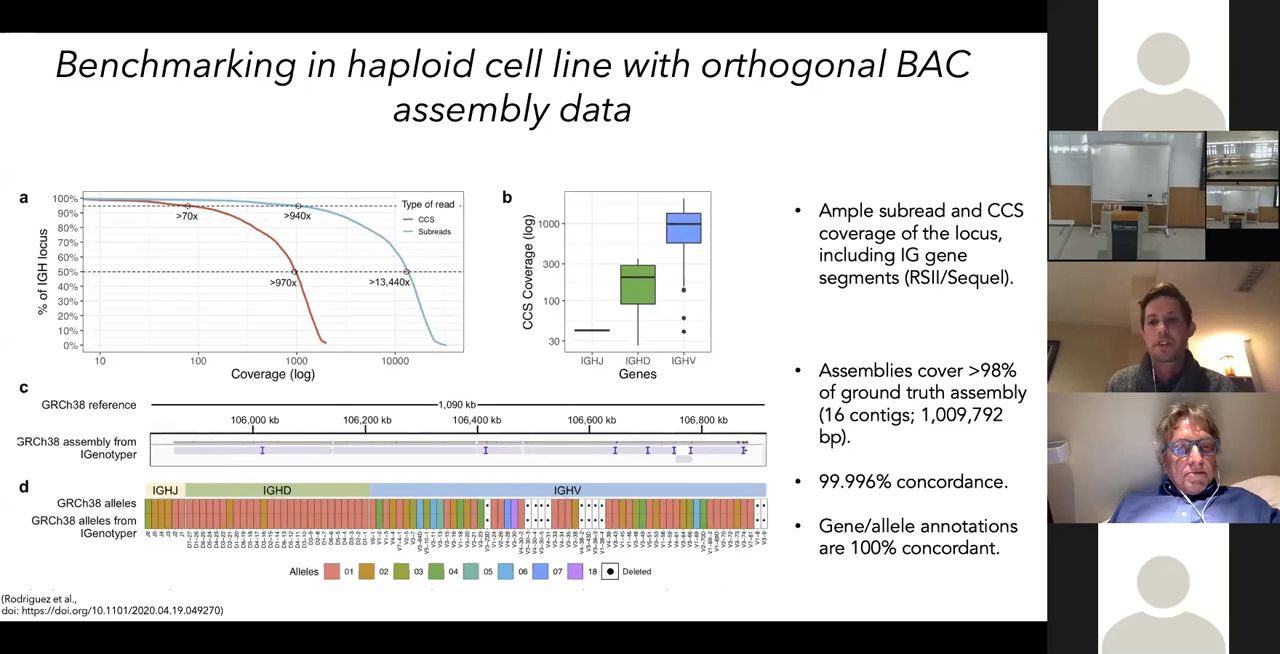 Benchmarking in haploid cell line with orthogonal BAC
assembly data
a
100%
90%
80%
70%
60%
50%
40%
30%
20%
10%
0%
% of IGH locus
>70x
>940x
>970x
>13,440x
Type of read
CCS
Subreads
10
100
1000
10000
Coverage (log)
b
1000
300
100
30
CCS Coverage (log)
IGHJ
IGHD
IGHV
Genes
c
GRCh38 reference
1,090 kb
106,000 kb
106,200 kb
106,400 kb
106,600 kb
106,800 kb
GRCh38 assembly from
IGenotyper
d
IGHJ
IGHD
IGHV
GRCh38 alleles
GRCh38 alleles from
IGenotyper
Alleles
01
02
03
04
05
06
07
18
Deleted
• Ample subread and CCS
coverage of the locus,
including IG gene
segments (RSII/Sequel).
• Assemblies cover >98%
of ground truth assembly
(16 contigs; 1,009,792
bp).
• 99.996% concordance.
• Gene/allele annotations
are 100% concordant.
(Rodriguez et al.,
doi: https://doi.org/10.1101/2020.04.19.049270)